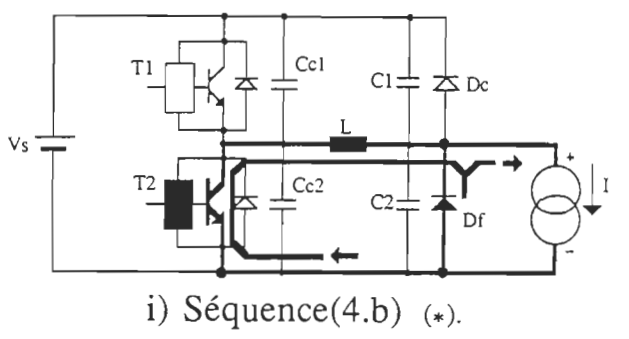 T1
Cc1
C1
Dc
Vs
L
+
I
T2
Cc2
C2
Df
-
i) Séquence(4.b) (*).